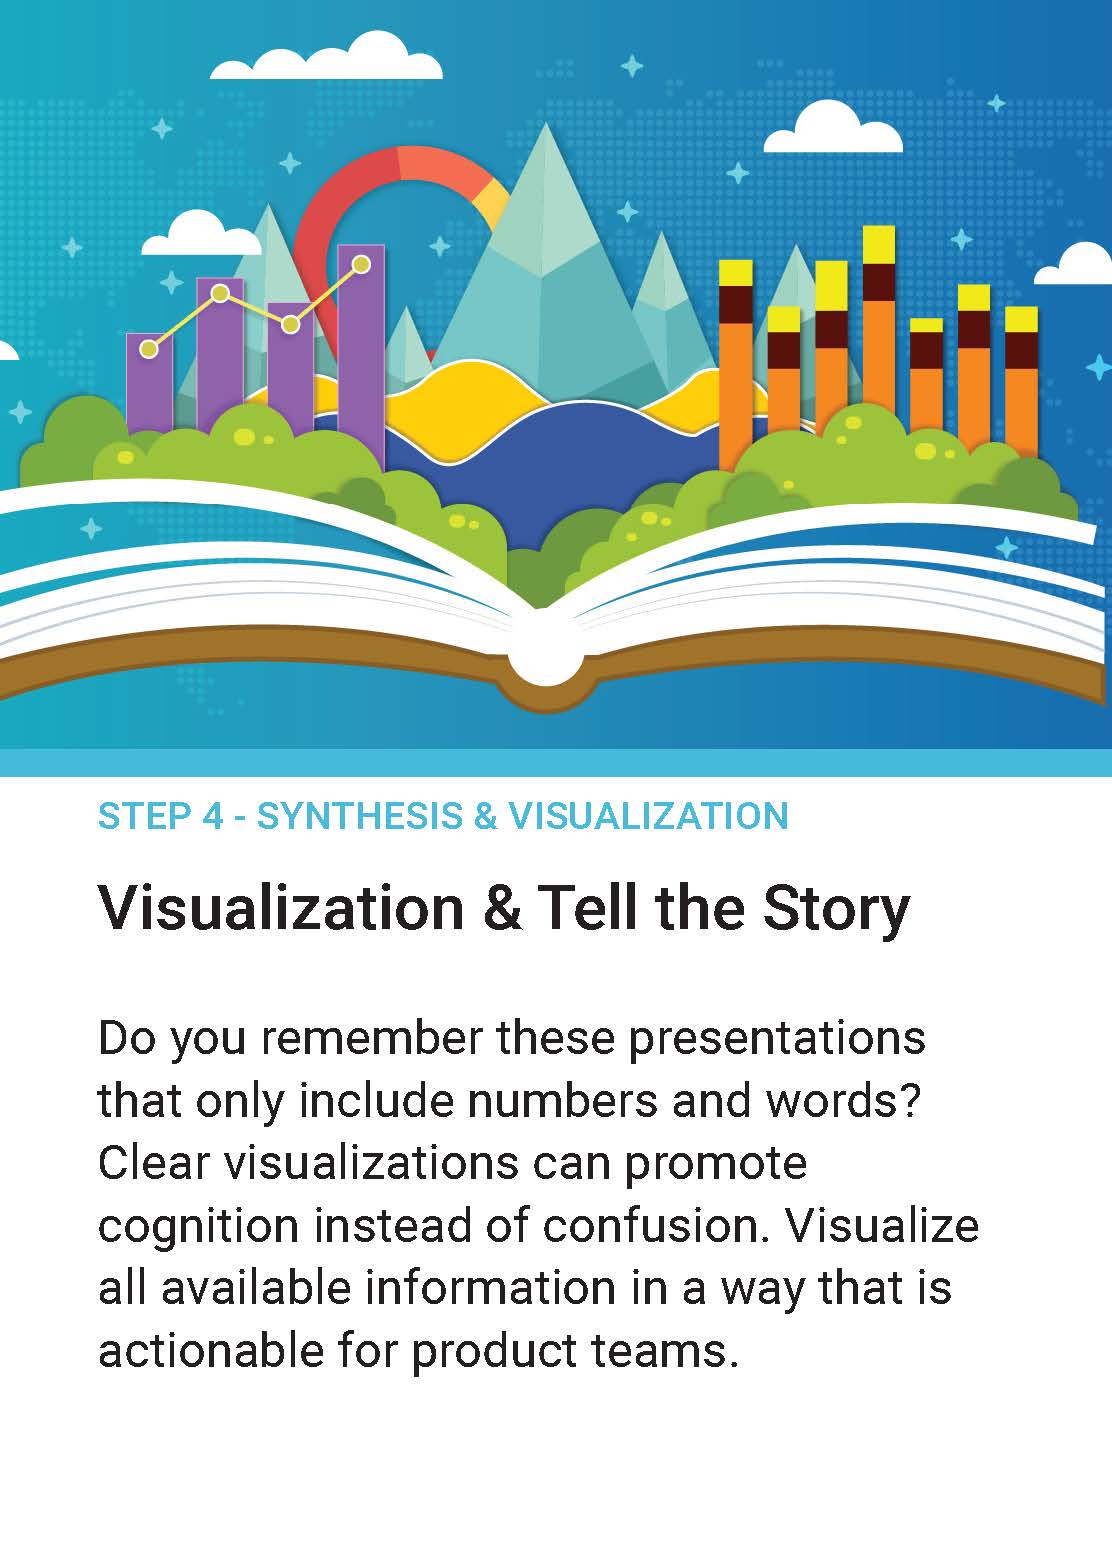 STEP 4 - SYNTHESIS & VISUALIZATION
Visualization & Tell the Story
Do you remember these presentations
that only include numbers and words?
Clear visualizations can promote
cognition instead of confusion. Visualize
all available information in a way that is
actionable for product teams.